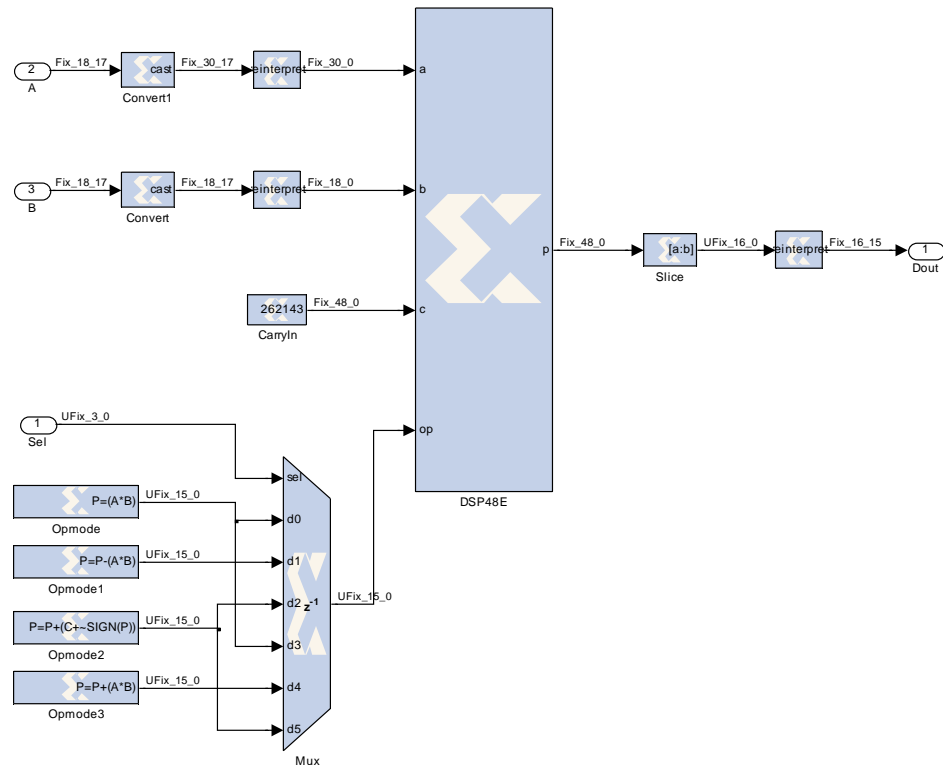 2
A
Fix_18_17
cast
Convert1
Fix_30_17
einterpret
Fix_30_0
a
3
B
Fix_18_17
cast
Convert
Fix_18_17
einterpret
Fix_18_0
b
262143
CarryIn
Fix_48_0
c
p
op
DSP48E
Fix_48_0
[a:b]
Slice
UFix_16_0
einterpret
Fix_16_15
1
Dout
1
Sel
UFix_3_0
sel
P=(A*B)
Opmode
UFix_15_0
d0
P=P-(A*B)
Opmode1
UFix_15_0
d1
P=P+(C+~SIGN(P))
Opmode2
UFix_15_0
d2
d3
P=P+(A*B)
Opmode3
UFix_15_0
d4
d5
z-1
Mux
UFix_15_0